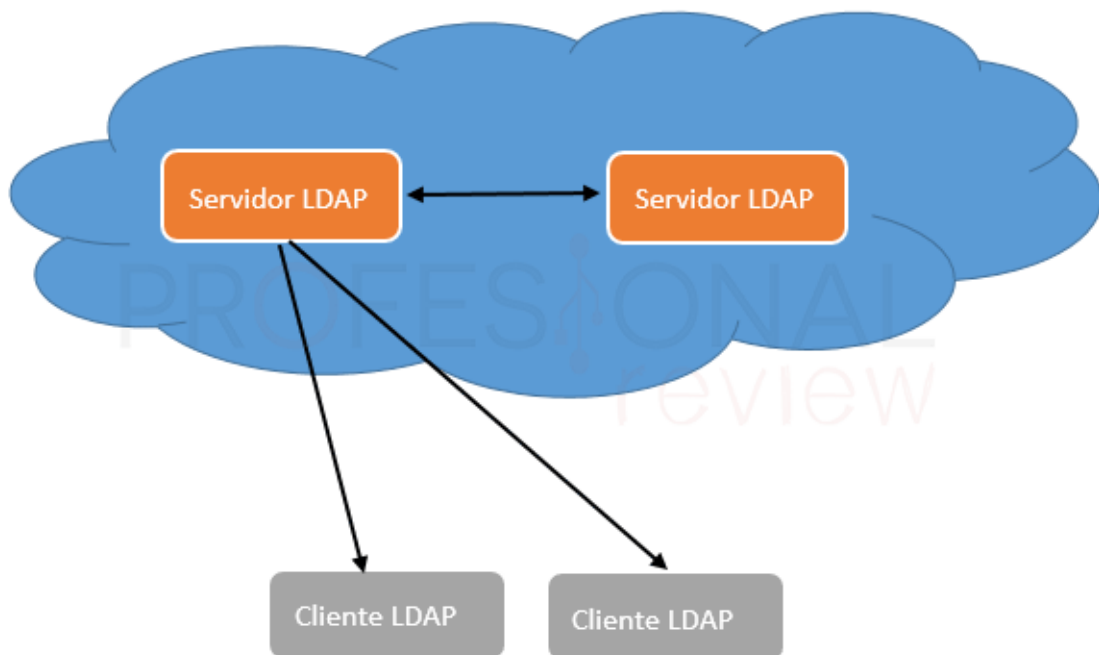 Servidor LDAP
Servidor LDAP
PROFESIONAL
review
Cliente LDAP
Cliente LDAP